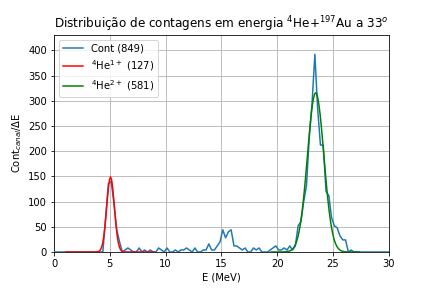 Distribuição de contagens em energia ⁴He+¹⁹⁷Au a 33º
Cont (849)
⁴He¹⁺ (127)
⁴He²⁺ (581)
Cont_canal/ΔE
400
350
300
250
200
150
100
50
0
0 5 10 15 20 25 30
E (MeV)